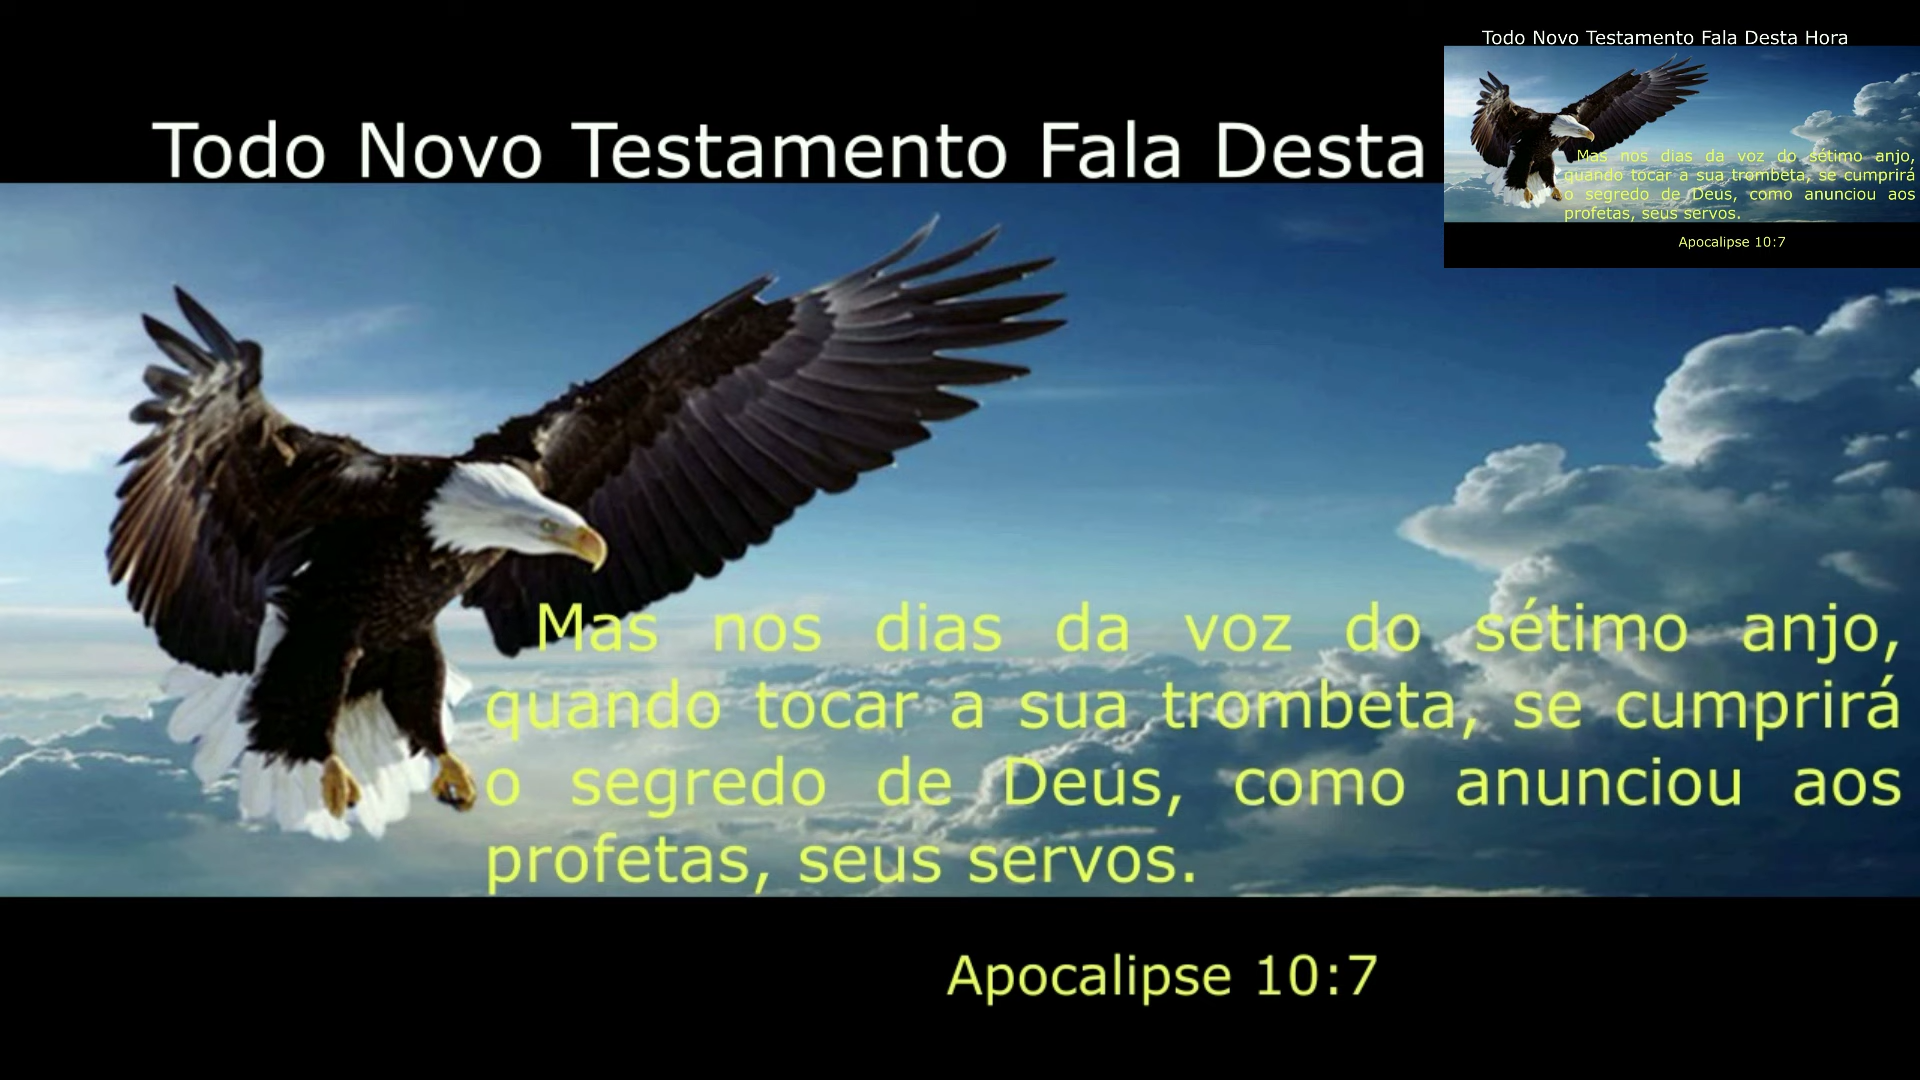 Todo Novo Testamento Fala Desta
Mas nos dias da voz do sétimo anjo,
quando tocar a sua trombeta, se cumprirá
o segredo de Deus, como anunciou aos
profetas, seus servos.
Apocalipse 10:7
Todo Novo Testamento Fala Desta Hora
Mas nos dias da voz do sétimo anjo,
quando tocar a sua trombeta, se cumprirá
o segredo de Deus, como anunciou aos
profetas, seus servos.
Apocalipse 10:7